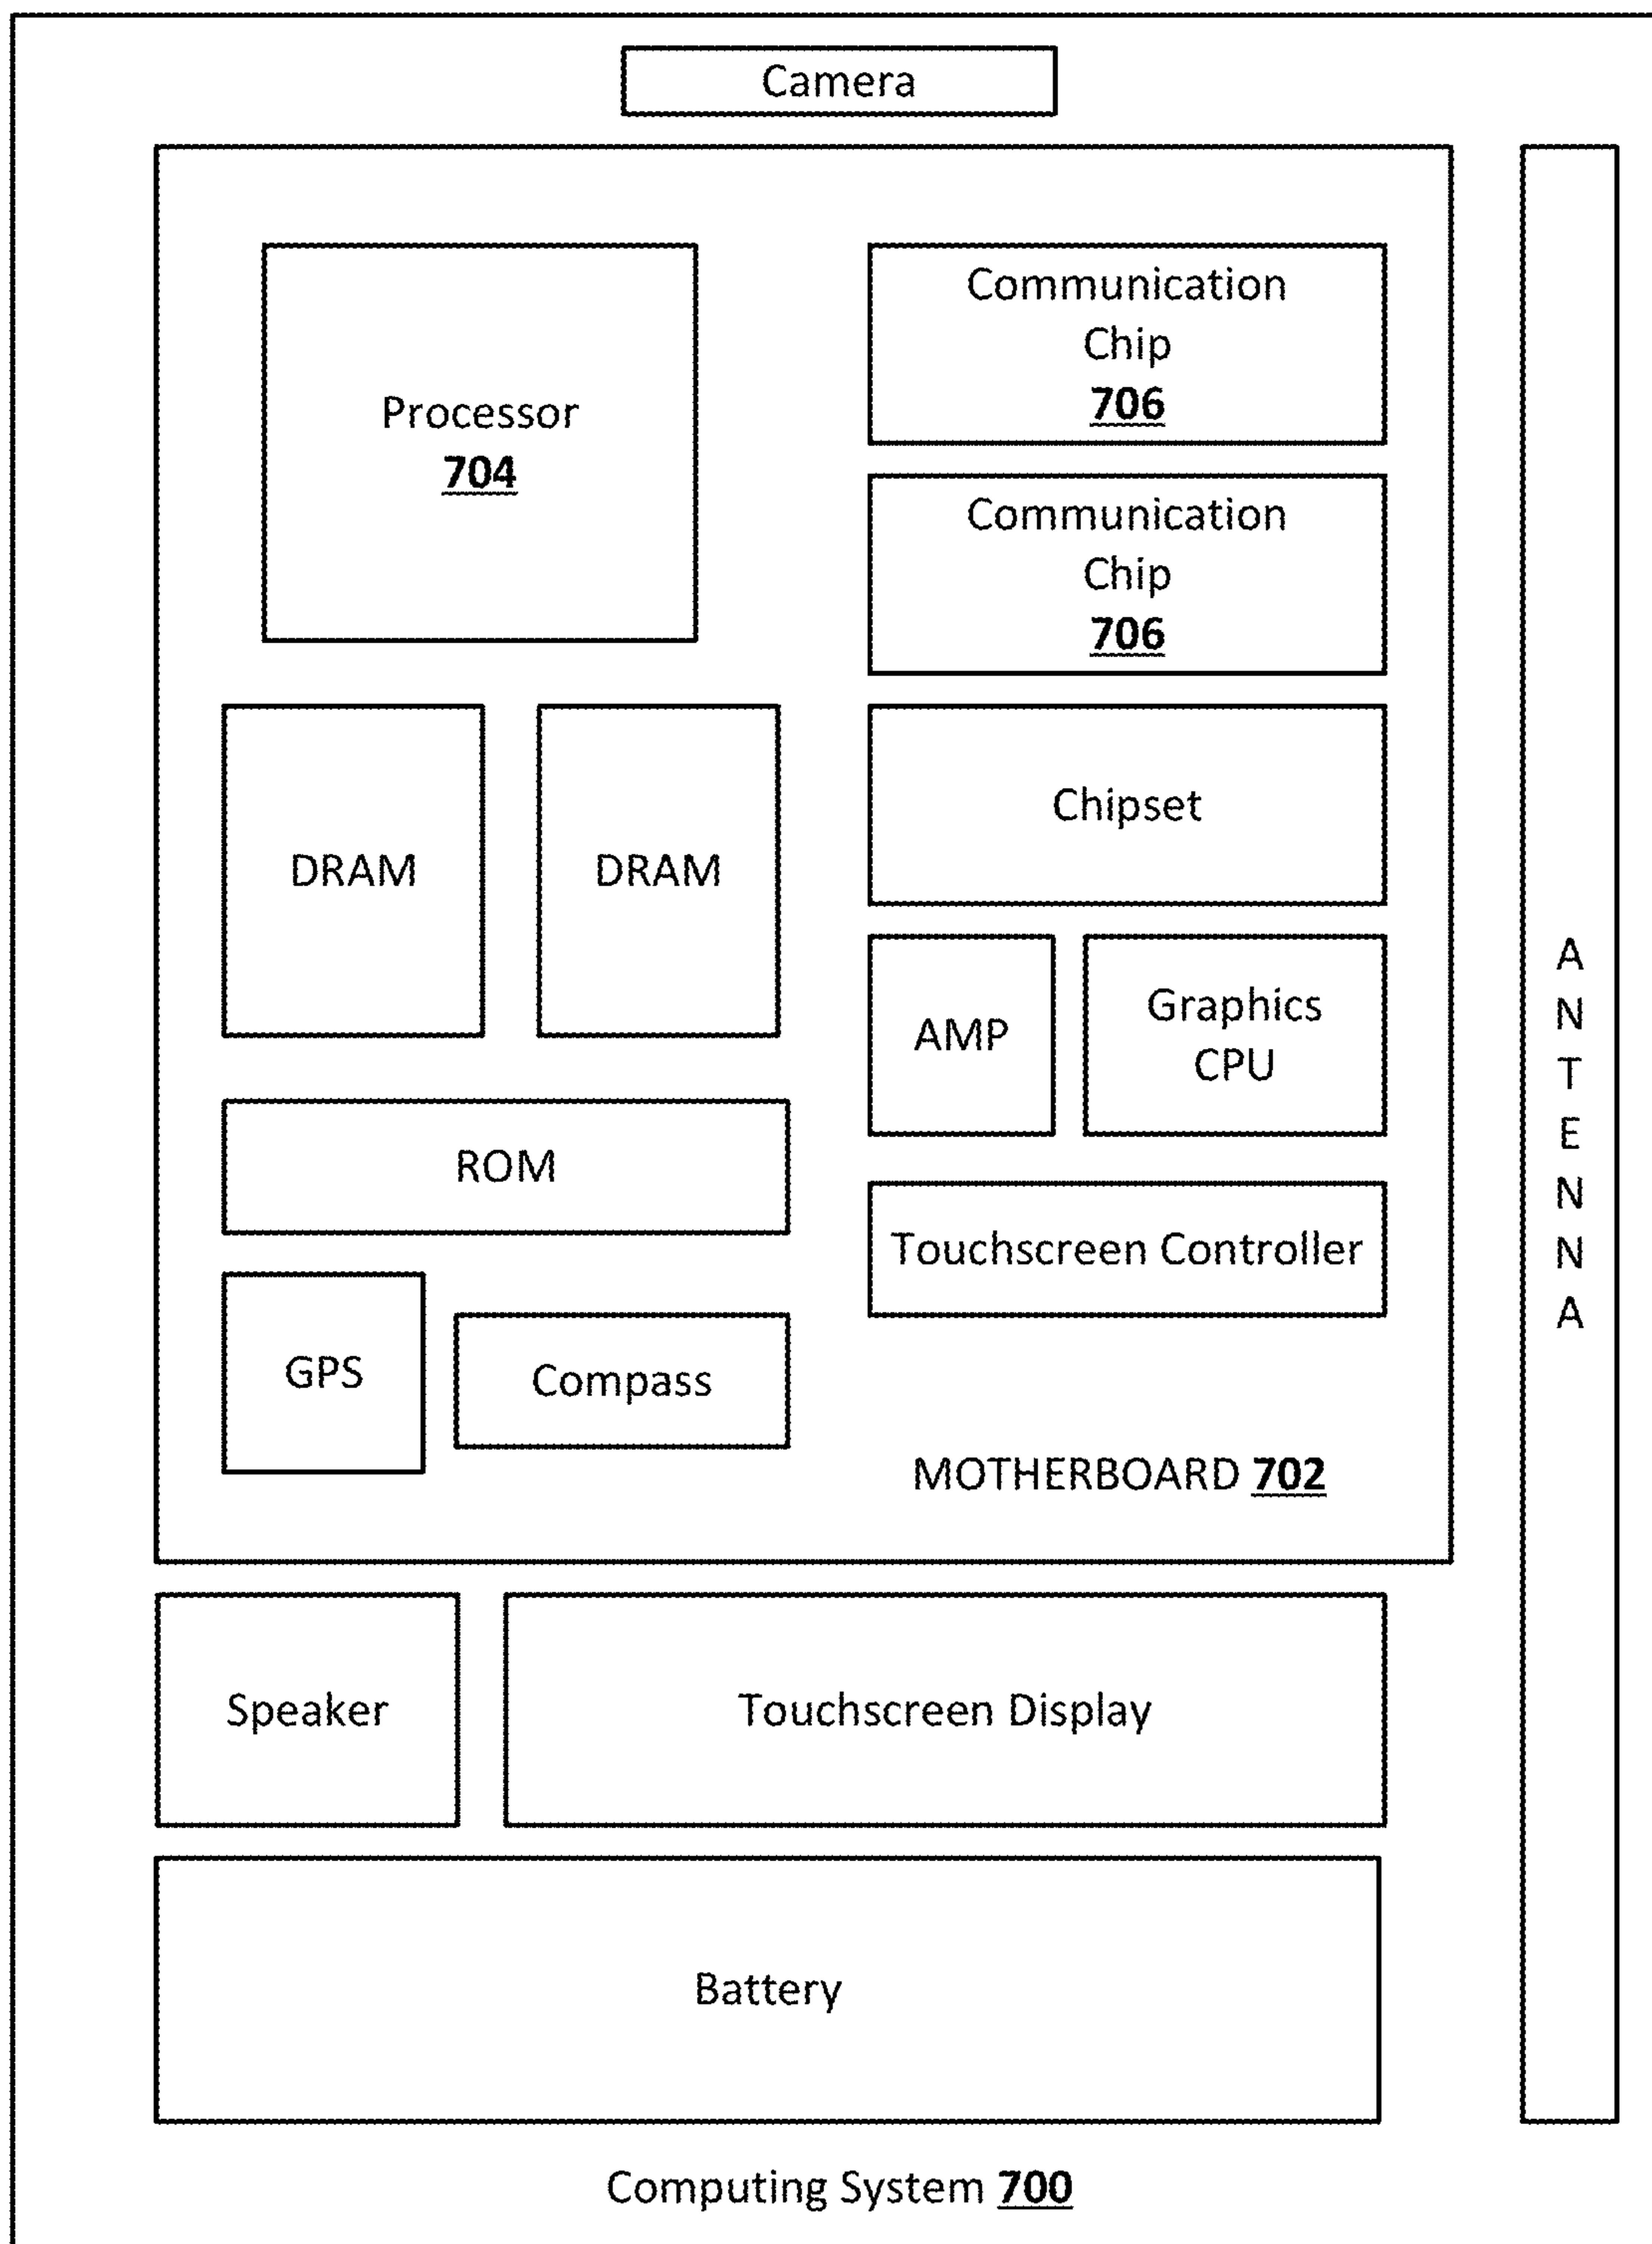 Camera
Processor
704
Communication
Chip
706
Communication
Chip
706
DRAM
DRAM
Chipset
AMP
Graphics
CPU
ROM
Touchscreen Controller
GPS
Compass
MOTHERBOARD 702
A
N
T
E
N
N
A
Speaker
Touchscreen Display
Battery
Computing System 700